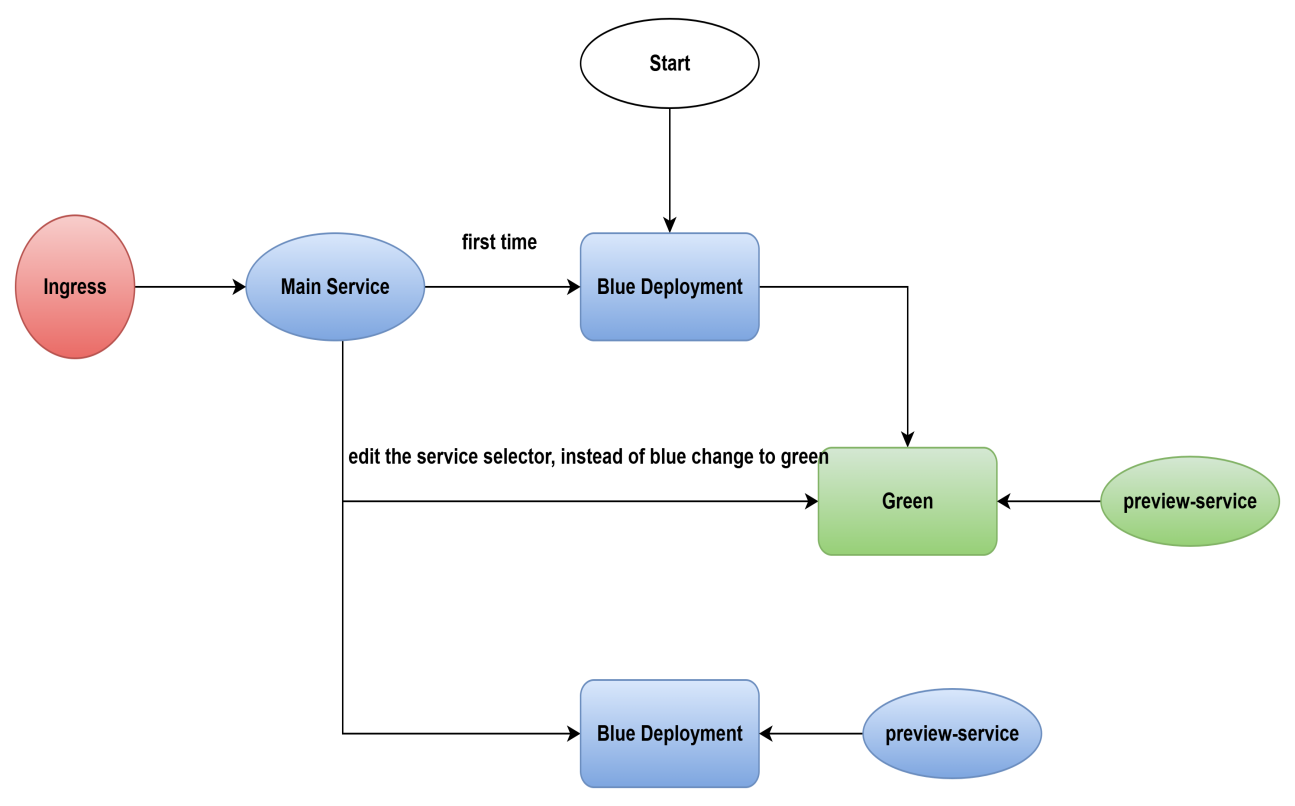 Start
first time
Ingress
Main Service
Blue Deployment
edit the service selector, instead of blue change to green
Green
preview-service
Blue Deployment
preview-service